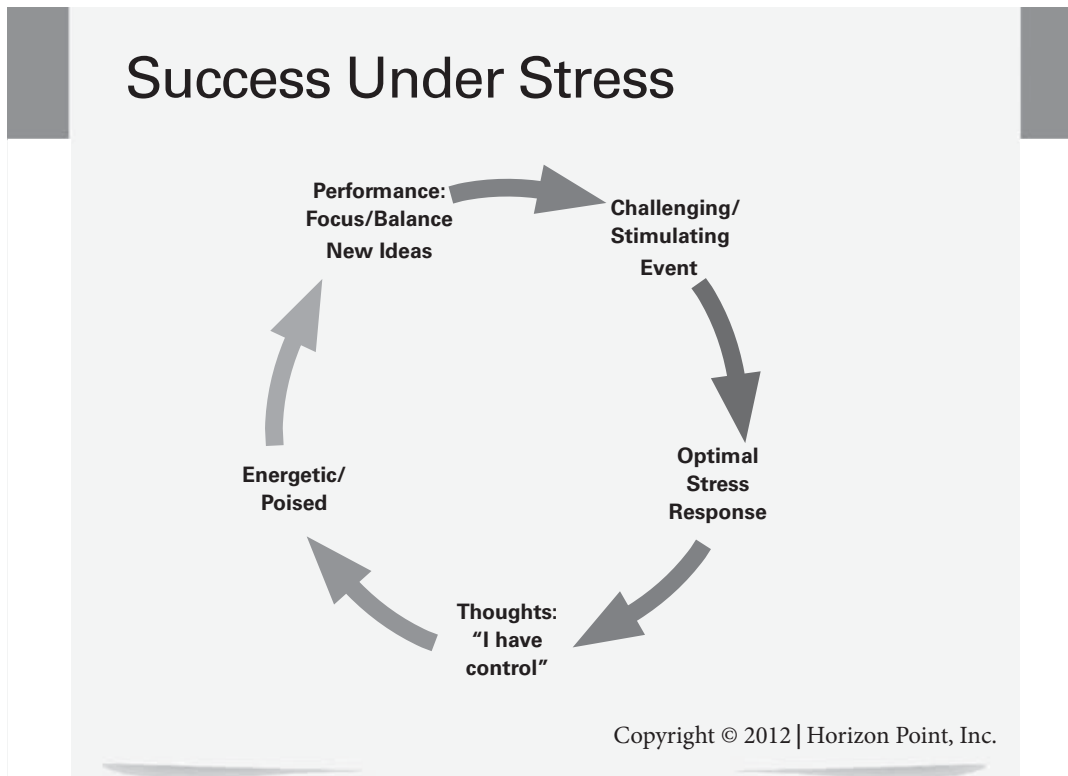 Success Under Stress
Performance:
Focus/Balance
New Ideas
Challenging/
Stimulating
Event
Optimal
Stress
Response
Thoughts:
“I have
control”
Energetic/
Poised
Copyright © 2012 | Horizon Point, Inc.